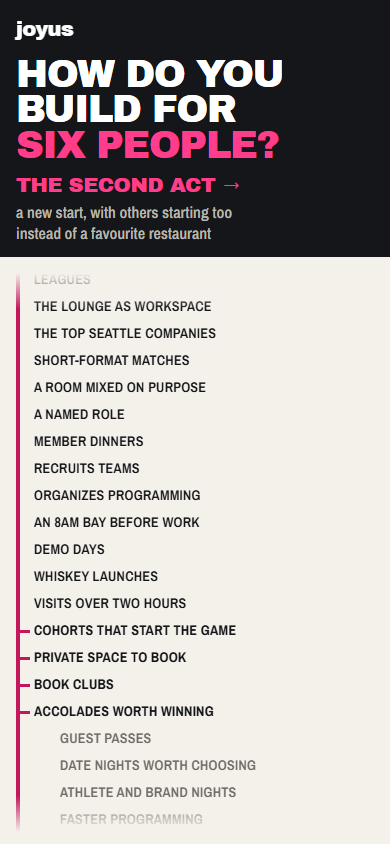 joyus
HOW DO YOU
BUILD FOR
SIX PEOPLE?
THE SECOND ACT →
a new start, with others starting too
instead of a favourite restaurant
LEAGUES
THE LOUNGE AS WORKSPACE
THE TOP SEATTLE COMPANIES
SHORT-FORMAT MATCHES
A ROOM MIXED ON PURPOSE
A NAMED ROLE
MEMBER DINNERS
RECRUITS TEAMS
ORGANIZES PROGRAMMING
AN 8AM BAY BEFORE WORK
DEMO DAYS
WHISKEY LAUNCHES
VISITS OVER TWO HOURS
COHORTS THAT START THE GAME
PRIVATE SPACE TO BOOK
BOOK CLUBS
ACCOLADES WORTH WINNING
GUEST PASSES
DATE NIGHTS WORTH CHOOSING
ATHLETE AND BRAND NIGHTS
FASTER PROGRAMMING